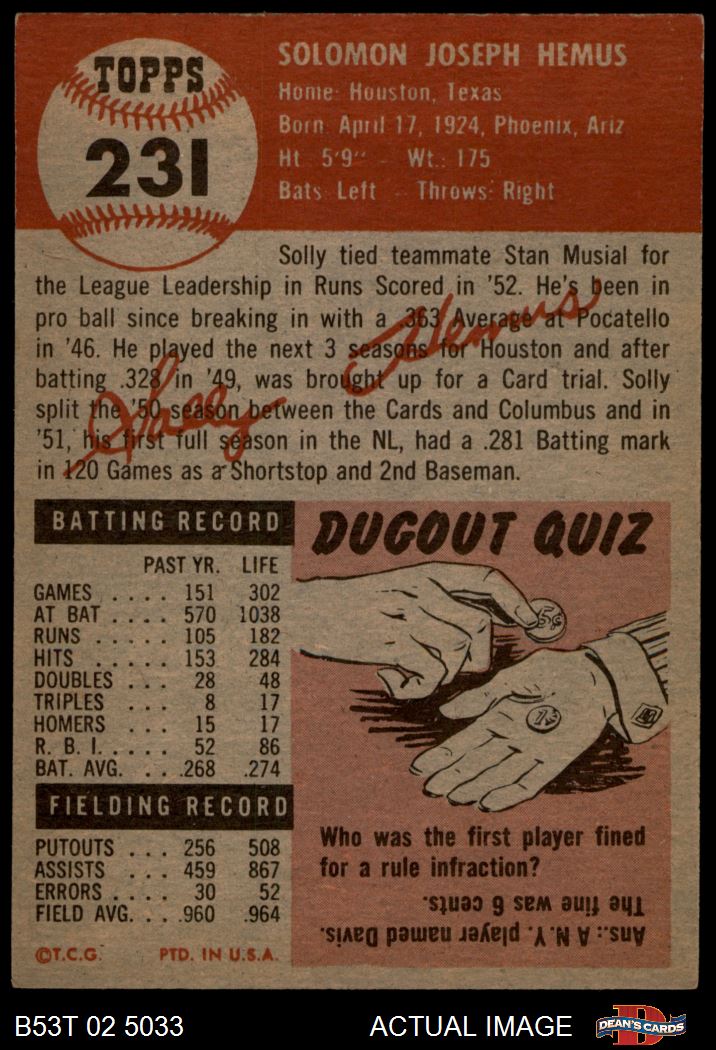 TOPPS
231
SOLOMON JOSEPH HEMUS
Home: Houston, Texas
Born: April 17, 1924, Phoenix, Ariz
Ht: 5'9" - Wt.: 175
Bats: Left - Throws: Right
Solly tied teammate Stan Musial for
the League Leadership in Runs Scored in '52. He's been in
pro ball since breaking in with a .363 Average at Pocatello
in '46. He played the next 3 seasons for Houston and after
batting .328 in '49, was brought up for a Card trial. Solly
split the '50 season between the Cards and Columbus and in
'51, his first full season in the NL, had a .281 Batting mark
in 120 Games as a Shortstop and 2nd Baseman.
Solly Hemus
BATTING RECORD
PAST YR. LIFE
GAMES .... 151 302
AT BAT .... 570 1038
RUNS ..... 105 182
HITS ..... 153 284
DOUBLES ... 28 48
TRIPLES ... 8 17
HOMERS ... 15 17
R. B. I. .... 52 86
BAT. AVG. .. .268 .274
FIELDING RECORD
PUTOUTS ... 256 508
ASSISTS ... 459 867
ERRORS .... 30 52
FIELD AVG. .. .960 .964
©T.C.G. PTD. IN U.S.A.
DUGOUT QUIZ
5¢
1¢
Who was the first player fined
for a rule infraction?
Ans.: A N.Y. player named Davis.
The fine was 6 cents.
B53T 02 5033 ACTUAL IMAGE
DEAN'S CARDS